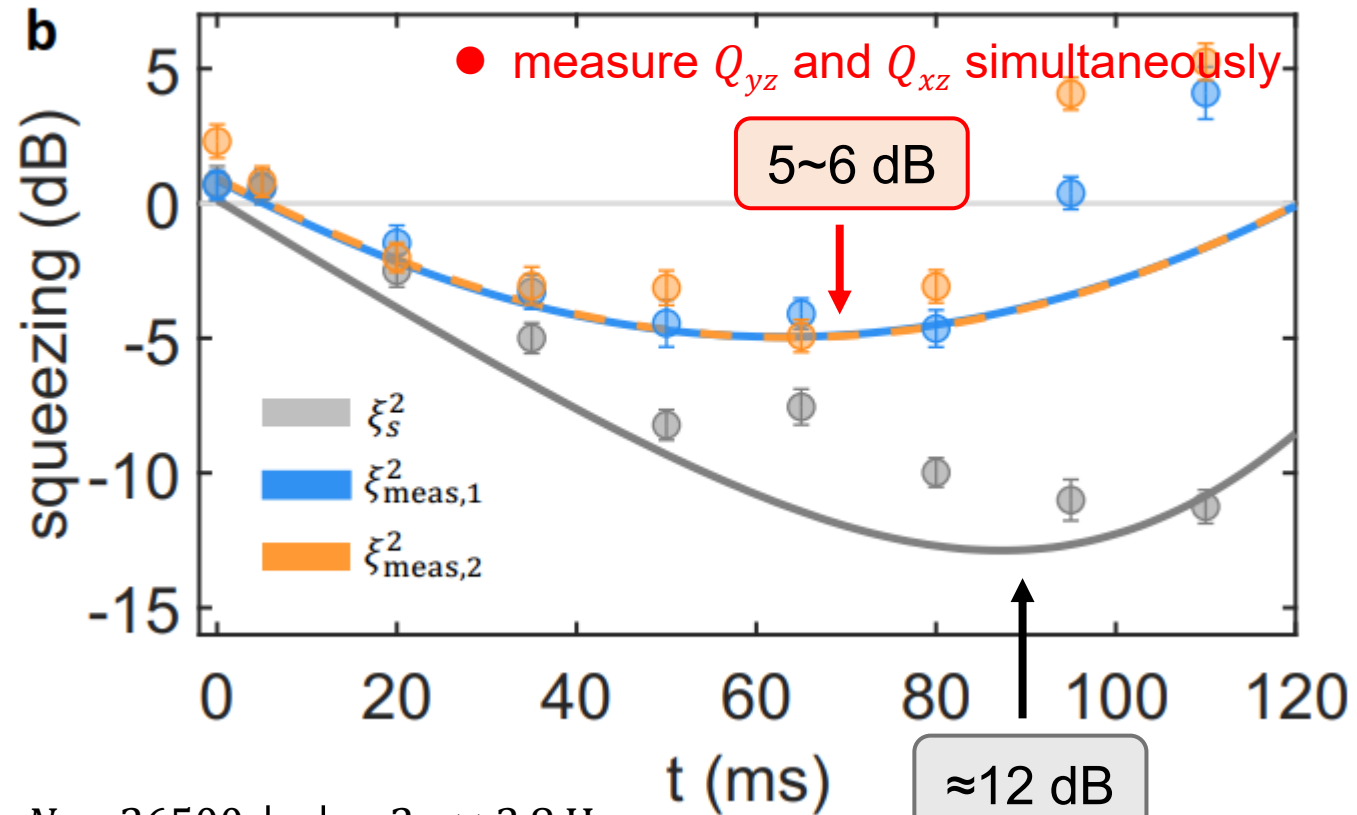 b
● measure Q_yz and Q_xz simultaneously
5~6 dB
squeezing (dB)
5
0
-5
-10
-15
ξ_s^2
ξ_meas,1^2
ξ_meas,2^2
0 20 40 60 80 100 120
t (ms)
≈12 dB